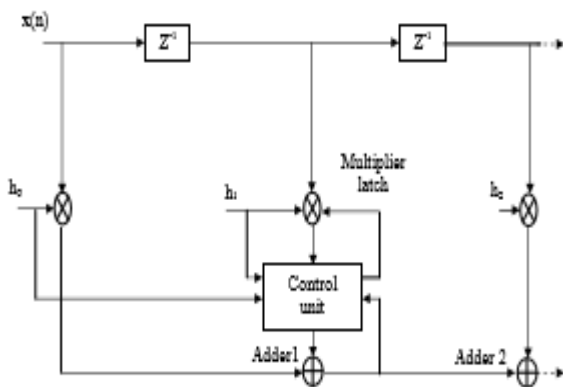 x(n)
Z⁻¹
Z⁻¹
Multiplier
latch
h₀
h₁
h₂
Control
unit
Adder1
Adder 2